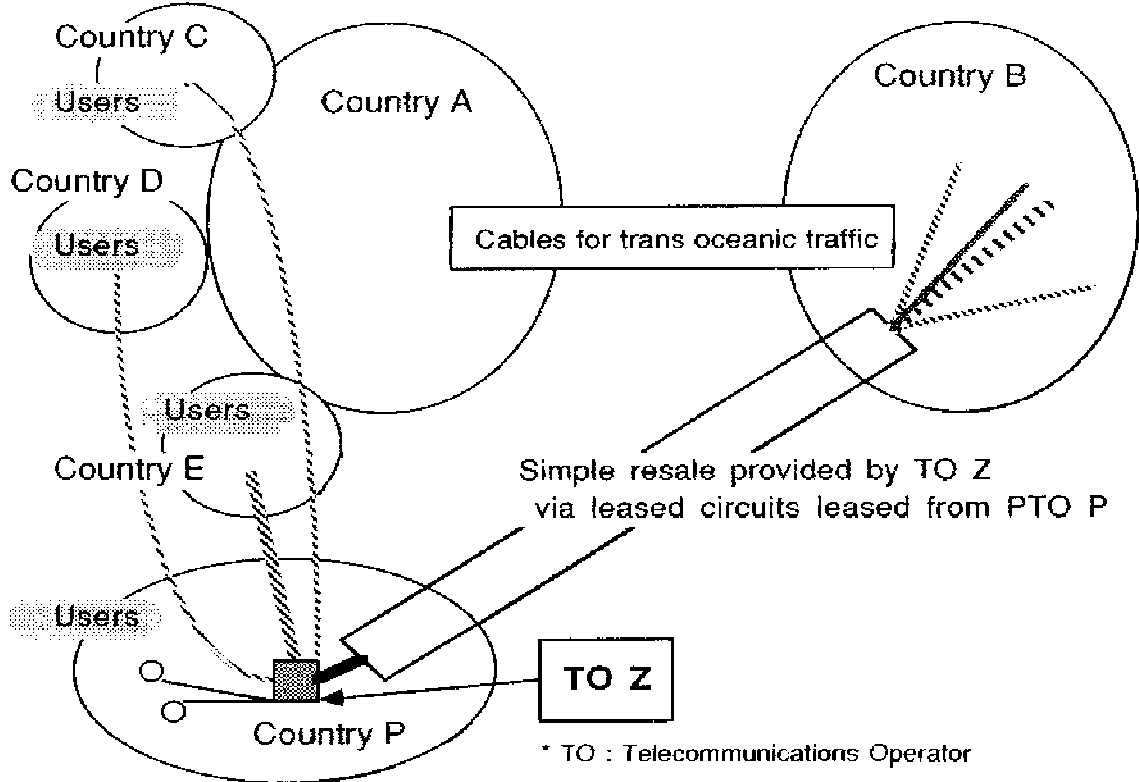 Country C
Users
Country A
Country B
Country D
Users
Cables for trans oceanic traffic
Users
Country E
Simple resale provided by TO Z
via leased circuits leased from PTO P
Users
TO Z
Country P
* TO : Telecommunications Operator